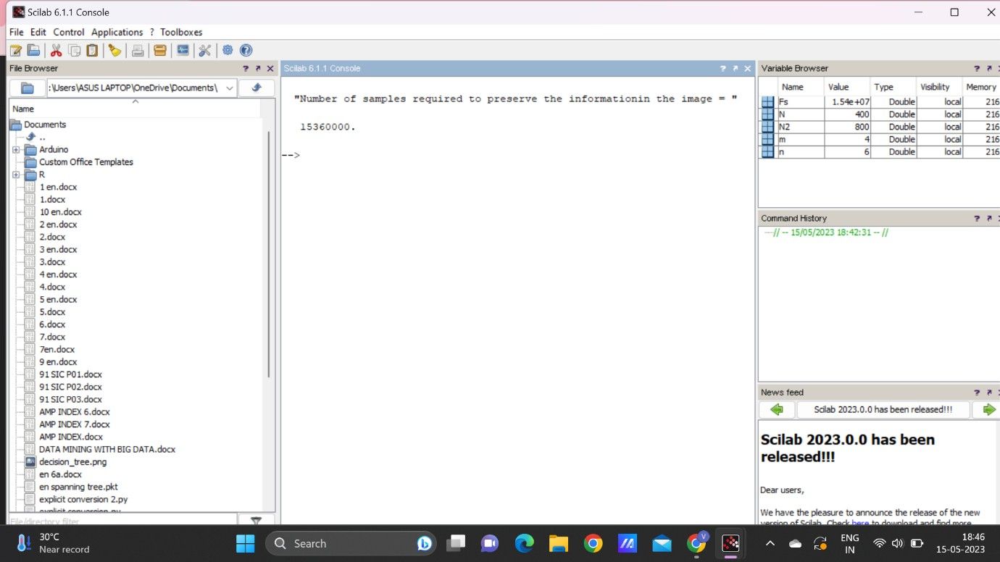 Scilab 6.1.1 Console
File Edit Control Applications ? Toolboxes
File Browser
:\Users\ASUS LAPTOP\OneDrive\Documents\
Name
Documents
..
Arduino
Custom Office Templates
R
1 en.docx
1.docx
10 en.docx
2 en.docx
2.docx
3 en.docx
3.docx
4 en.docx
4.docx
5 en.docx
5.docx
6.docx
7.docx
7en.docx
9 en.docx
91 SIC P01.docx
91 SIC P02.docx
91 SIC P03.docx
AMP INDEX 6.docx
AMP INDEX 7.docx
AMP INDEX.docx
DATA MINING WITH BIG DATA.docx
decision_tree.png
en 6a.docx
en spanning tree.pkt
explicit conversion 2.py
explicit conversion.py
File/directory filter
Scilab 6.1.1 Console
"Number of samples required to preserve the informationin the image = "
15360000.
-->
Variable Browser
Name Value Type Visibility Memory
Fs 1.54e+07 Double local 216
N 400 Double local 216
N2 800 Double local 216
m 4 Double local 216
n 6 Double local 216
Command History
// -- 15/05/2023 18:42:31 -- //
News feed
Scilab 2023.0.0 has been released!!!
Scilab 2023.0.0 has been
released!!!
Dear users,
We have the pleasure to announce the release of the new
version of Scilab. Check here to download and find more
30°C
Near record
Search
ENG
IN
18:46
15-05-2023